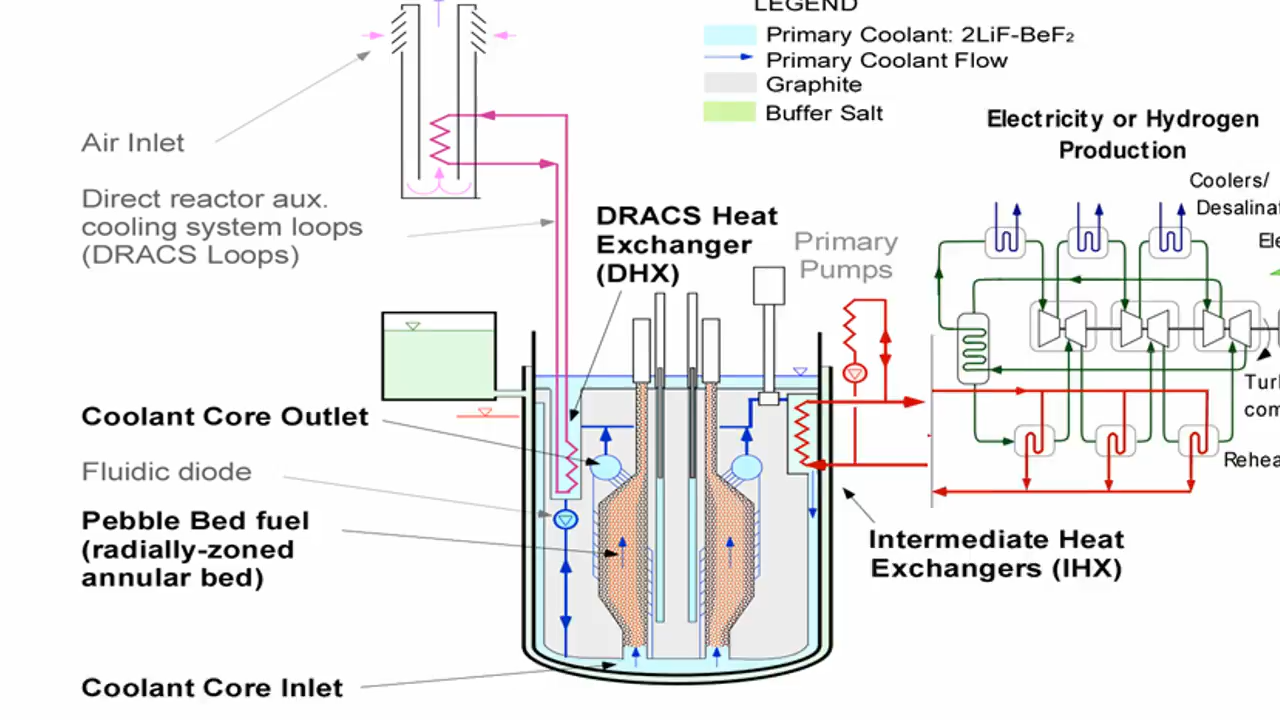 LEGEND
Primary Coolant: 2LiF-BeF₂
Primary Coolant Flow
Graphite
Buffer Salt
Electricity or Hydrogen
Production
Coolers/
Air Inlet
Direct reactor aux.
cooling system loops
(DRACS Loops)
DRACS Heat
Exchanger
(DHX)
Primary
Pumps
Coolant Core Outlet
Fluidic diode
Pebble Bed fuel
(radially-zoned
annular bed)
Intermediate Heat
Exchangers (IHX)
Coolant Core Inlet